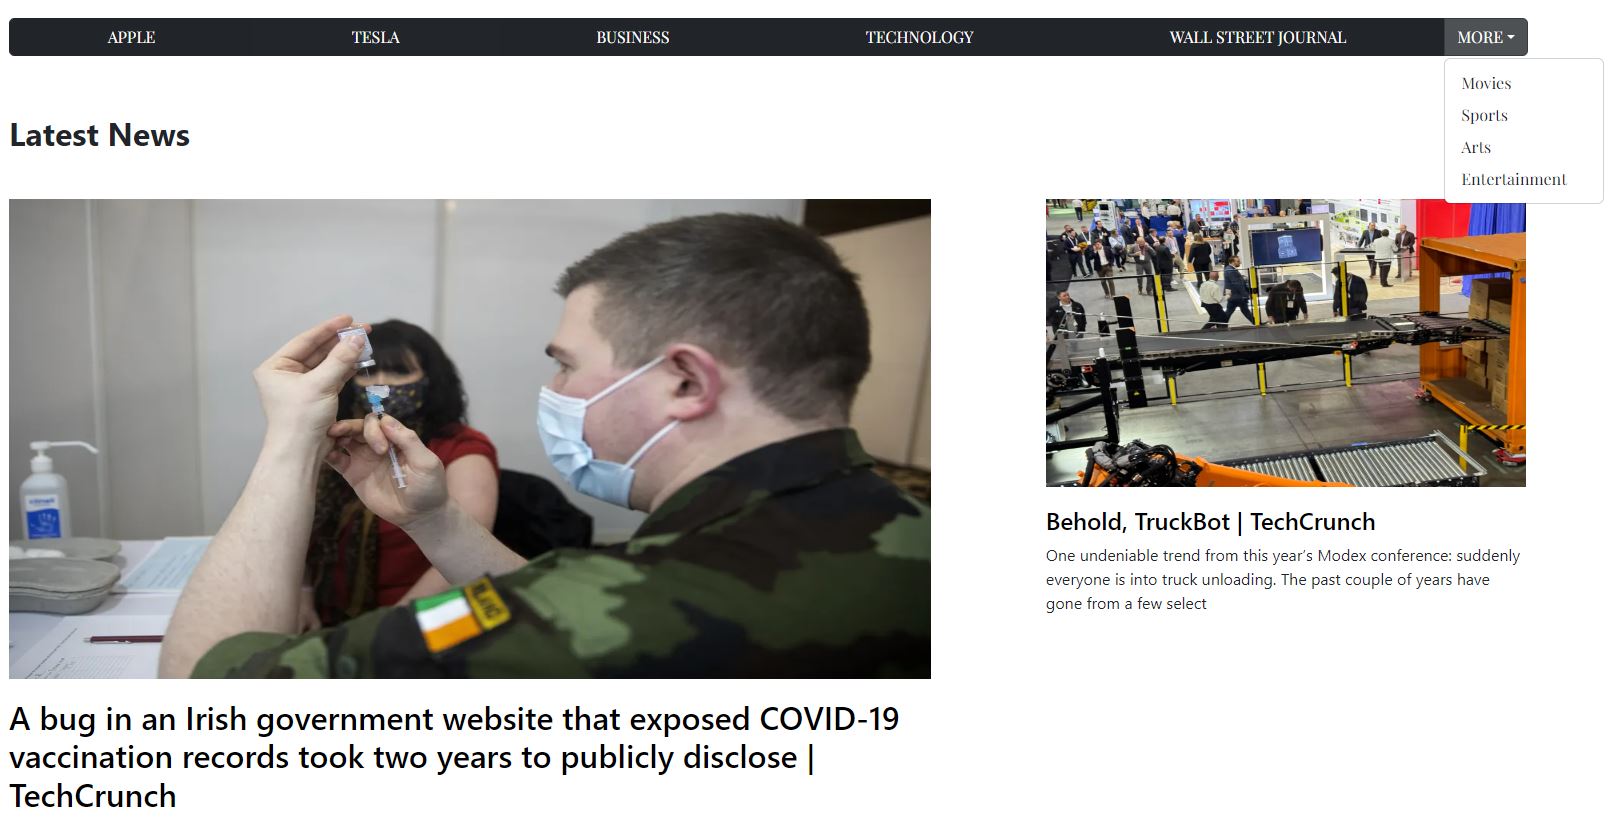 APPLE TESLA BUSINESS TECHNOLOGY WALL STREET JOURNAL MORE
Movies
Sports
Arts
Entertainment
Latest News
Behold, TruckBot | TechCrunch
One undeniable trend from this year’s Modex conference: suddenly
everyone is into truck unloading. The past couple of years have
gone from a few select
A bug in an Irish government website that exposed COVID-19
vaccination records took two years to publicly disclose |
TechCrunch